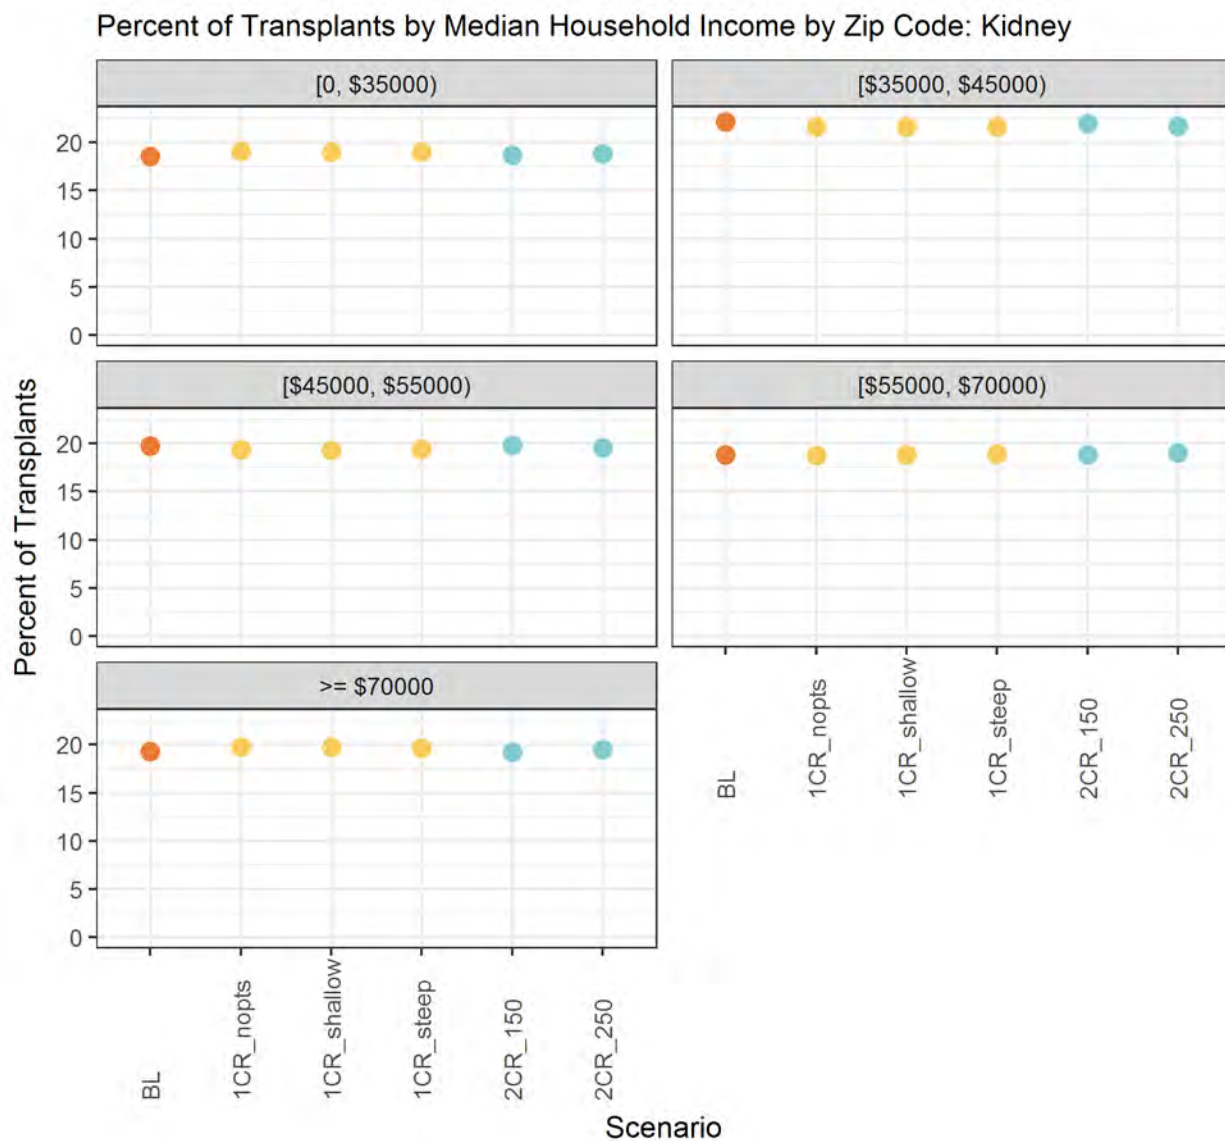 Percent of Transplants by Median Household Income by Zip Code: Kidney
[0, $35000)
[$35000, $45000)
20
15
10
5
0
[$45000, $55000)
[$55000, $70000)
20
15
10
5
0
Percent of Transplants
>= $70000
20
15
10
5
0
BL
1CR_nopts
1CR_shallow
1CR_steep
2CR_150
2CR_250
BL
1CR_nopts
1CR_shallow
1CR_steep
2CR_150
2CR_250
Scenario